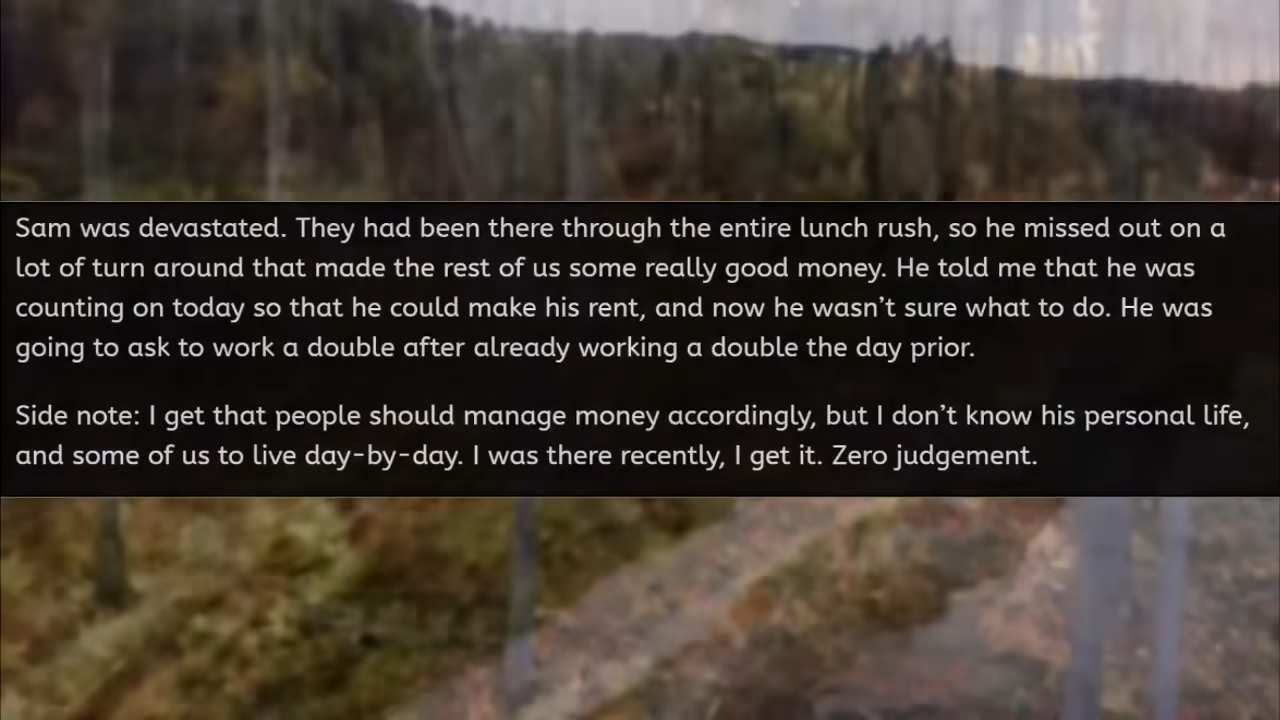 Sam was devastated. They had been there through the entire lunch rush, so he missed out on a
lot of turn around that made the rest of us some really good money. He told me that he was
counting on today so that he could make his rent, and now he wasn’t sure what to do. He was
going to ask to work a double after already working a double the day prior.
Side note: I get that people should manage money accordingly, but I don’t know his personal life,
and some of us to live day-by-day. I was there recently, I get it. Zero judgement.